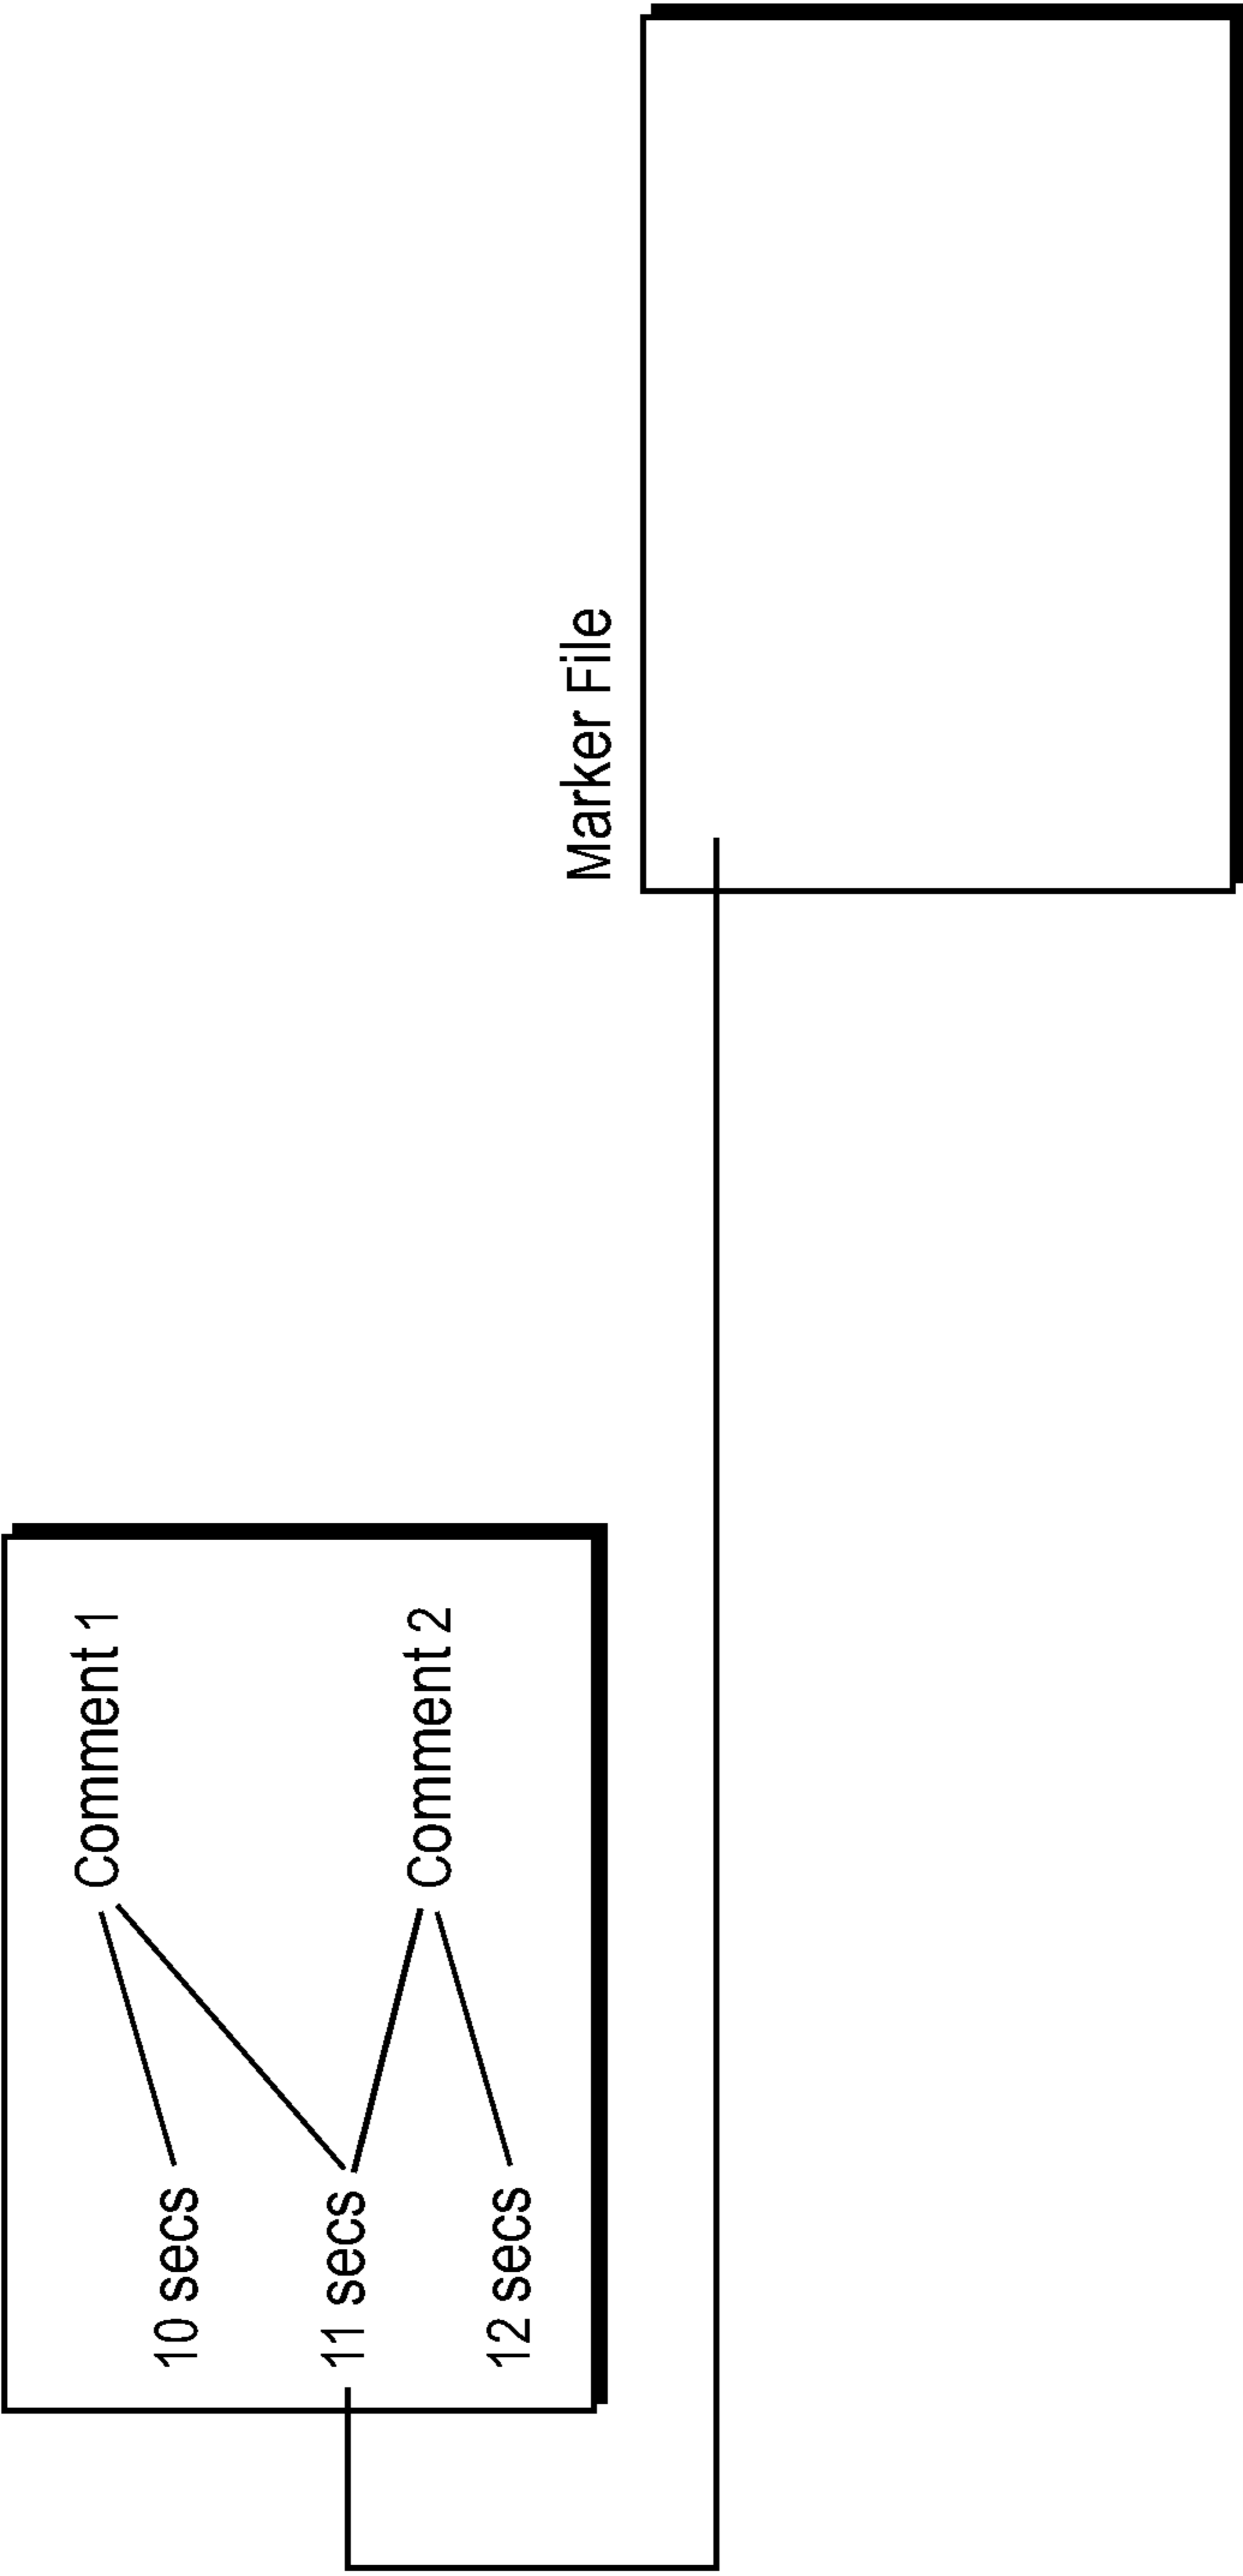 10 secs
Comment 1
11 secs
12 secs
Comment 2
Marker File